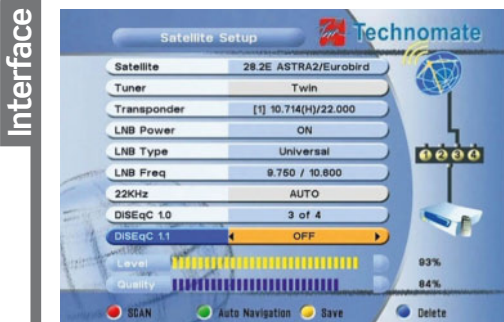 Interface
Satellite Setup
Technomate
Satellite 28.2E ASTRA2/Eurobird
Tuner Twin
Transponder [1] 10.714(H)/22.000
LNB Power ON
LNB Type Universal
LNB Freq 9.750 / 10.600
22KHz AUTO
DISEqC 1.0 3 of 4
DISEqC 1.1 OFF
1 2 3 4
Level 93%
Quality 84%
SCAN Auto Navigation Save Delete